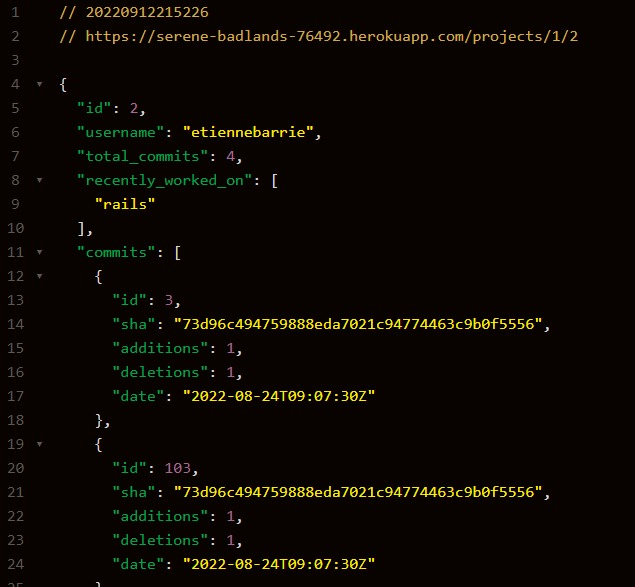 1 // 20220912215226
2 // https://serene-badlands-76492.herokuapp.com/projects/1/2
3
4 {
5 "id": 2,
6 "username": "etiennebarrie",
7 "total_commits": 4,
8 "recently_worked_on": [
9 "rails"
10 ],
11 "commits": [
12 {
13 "id": 3,
14 "sha": "73d96c494759888eda7021c94774463c9b0f5556",
15 "additions": 1,
16 "deletions": 1,
17 "date": "2022-08-24T09:07:30Z"
18 },
19 {
20 "id": 103,
21 "sha": "73d96c494759888eda7021c94774463c9b0f5556",
22 "additions": 1,
23 "deletions": 1,
24 "date": "2022-08-24T09:07:30Z"